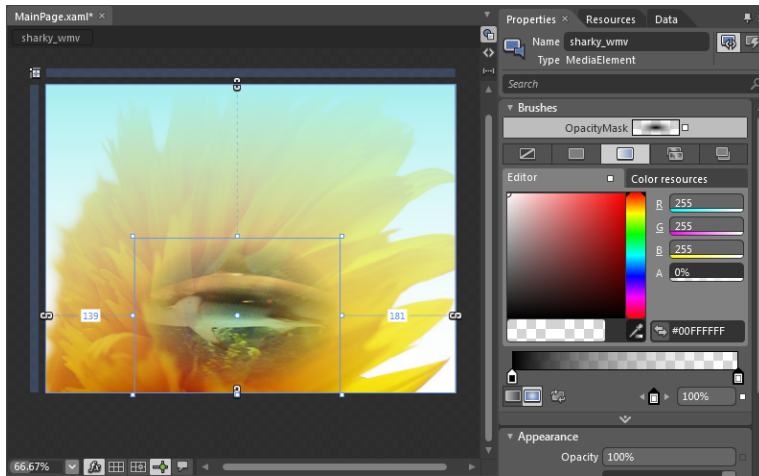 MainPage.xaml* ×
sharky_wmv
139
181
66.67%
fx
Properties ×
Resources
Data
Name sharky_wmv
Type MediaElement
Search
Brushes
OpacityMask
Editor
Color resources
R 255
G 255
B 255
A 0%
#00FFFFFF
100%
Appearance
Opacity 100%